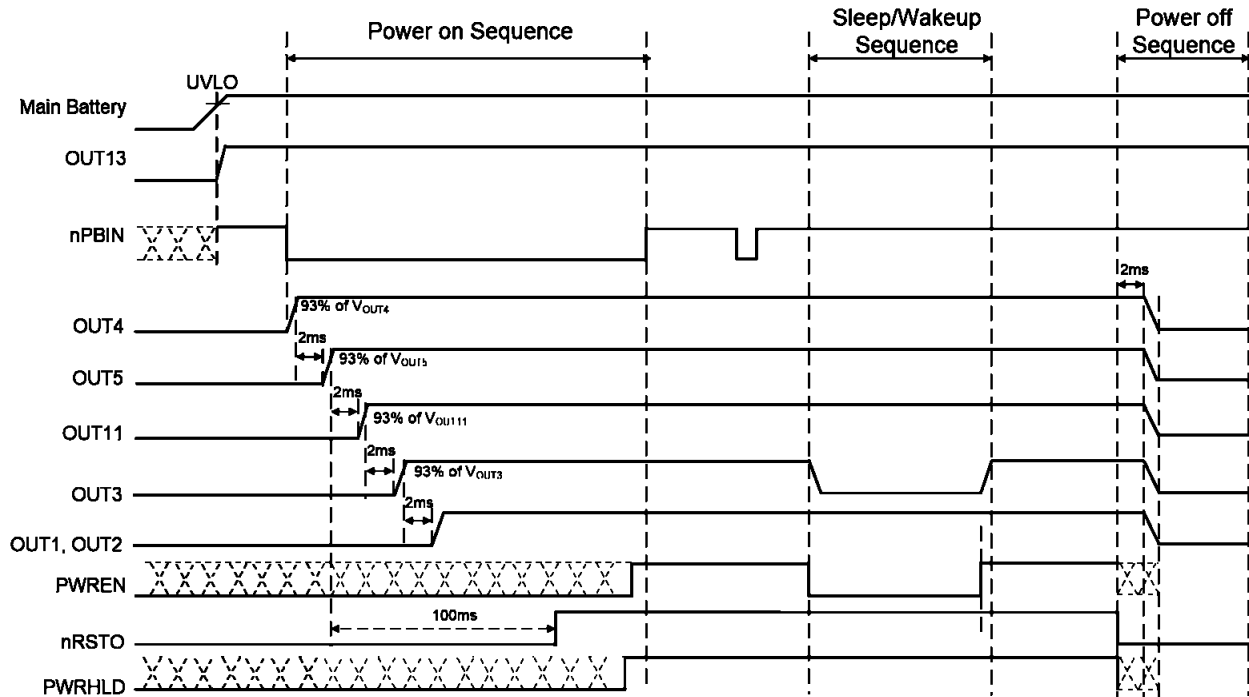 Power on Sequence
Sleep/Wakeup
Sequence
Power off
Sequence
UVLO
Main Battery
OUT13
nPBIN
2ms
93% of VOUT4
OUT4
2ms
93% of VOUT5
OUT5
2ms
93% of VOUT11
OUT11
2ms
93% of VOUT3
OUT3
2ms
OUT1, OUT2
PWREN
100ms
nRSTO
PWRHLD